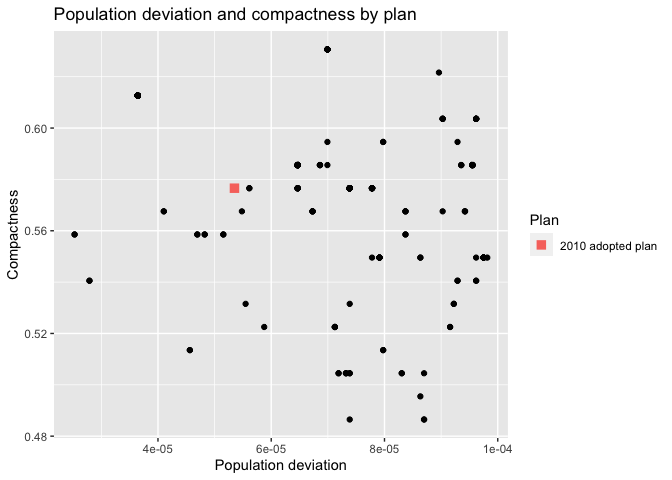 Population deviation and compactness by plan
0.60
0.56
0.52
0.48
Compactness
4e-05
6e-05
8e-05
1e-04
Population deviation
Plan
2010 adopted plan